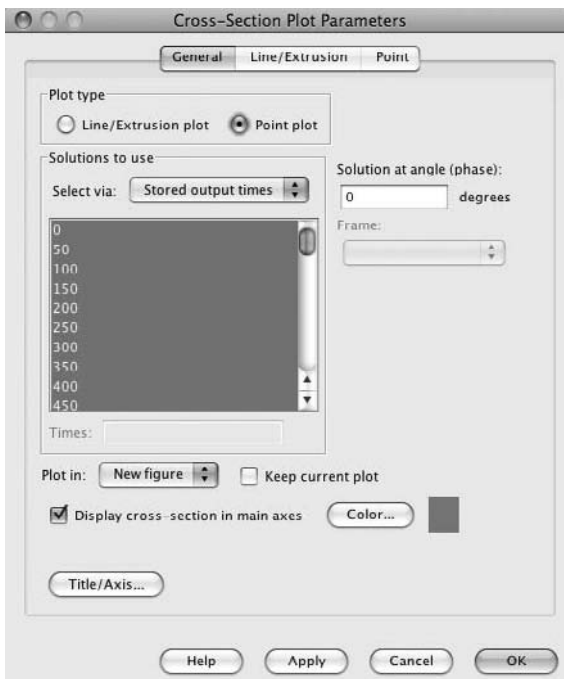 Cross-Section Plot Parameters
General Line/Extrusion Point
Plot type
Line/Extrusion plot Point plot
Solutions to use
Select via: Stored output times
0
50
100
150
200
250
300
350
400
450
Times:
Solution at angle (phase):
0 degrees
Frame:
Plot in: New figure Keep current plot
Display cross-section in main axes Color...
Title/Axis...
Help Apply Cancel OK